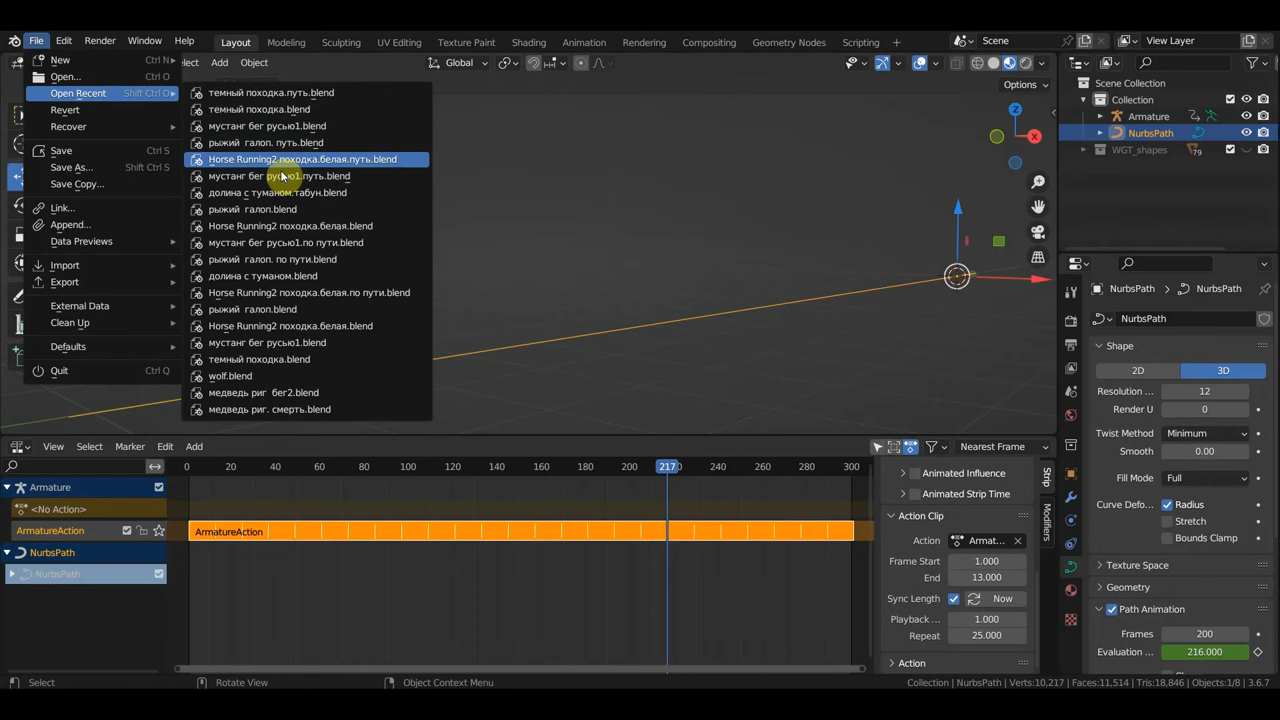 File Edit Render Window Help Layout Modeling Sculpting UV Editing Texture Paint Shading Animation Rendering Compositing Geometry Nodes Scripting + Scene View Layer
New Ctrl N
Open... Ctrl O
Open Recent Shift Ctrl O
Revert
Recover
Save Ctrl S
Save As... Shift Ctrl S
Save Copy...
Link...
Append...
Data Previews
Import
Export
External Data
Clean Up
Defaults
Quit Ctrl Q
lect Add Object Global Options
темный походка.путь.blend
темный походка.blend
мустанг бег русью1.blend
рыжий галоп. путь.blend
Horse Running2 походка.белая.путь.blend
мустанг бег русью1.путь.blend
долина с туманом.табун.blend
рыжий галоп.blend
Horse Running2 походка.белая.blend
мустанг бег русью1.по пути.blend
рыжий галоп. по пути.blend
долина с туманом.blend
Horse Running2 походка.белая.по пути.blend
рыжий галоп.blend
Horse Running2 походка.белая.blend
мустанг бег русью1.blend
темный походка.blend
wolf.blend
медведь риг бег2.blend
медведь риг. смерть.blend
Z
X
Scene Collection
Collection
Armature
NurbsPath
WGT_shapes 79
NurbsPath NurbsPath
NurbsPath
Shape
2D 3D
Resolution ... 12
Render U 0
Twist Method Minimum
Smooth 0.00
Fill Mode Full
Curve Defo... Radius
Stretch
Bounds Clamp
Texture Space
Geometry
Path Animation
Frames 200
Evaluation ... 216.000
View Select Marker Edit Add Nearest Frame
0 20 40 60 80 100 120 140 160 180 200 217 240 260 280 300
Armature
<No Action>
ArmatureAction ArmatureAction
NurbsPath
NurbsPath
Animated Influence
Animated Strip Time
Action Clip
Action Armat...
Frame Start 1.000
End 13.000
Sync Length Now
Playback ... 1.000
Repeat 25.000
Action
Strip
Modifiers
Select Rotate View Object Context Menu Collection | NurbsPath | Verts:10,217 | Faces:11,514 | Tris:18,846 | Objects:1/8 | 3.6.7